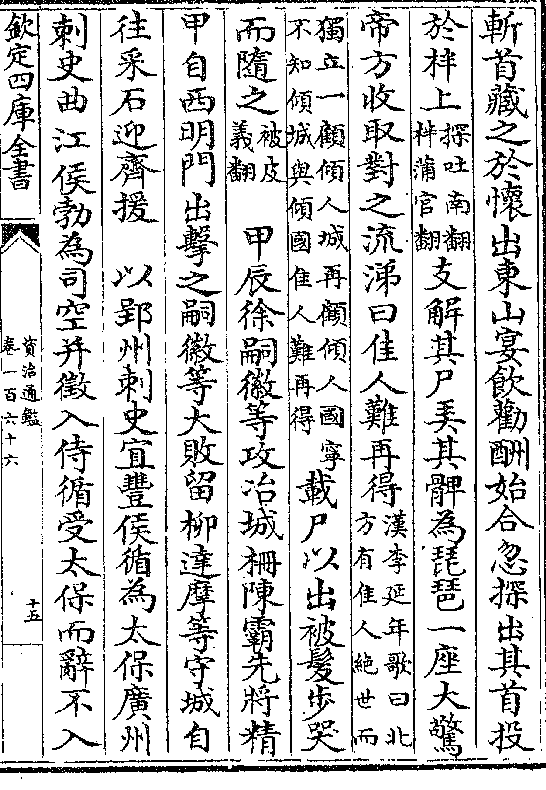 斬首藏之於懷出東山宴飲勸酬始合忽探出其首投
於柈上探吐南翻柈蒲官翻支解其尸弄其髀為琵琶一座大驚
帝方收取對之流涕曰佳人難再得漢李延年歌曰北方有佳人絶世而
獨立一顧傾人城再顧傾人國寧不知傾城與傾國佳人難再得載尸以出被髮步哭
而隨之被皮義翻 甲辰徐嗣徽等攻冶城柵陳霸先將精
甲自西明門出擊之嗣徽等大敗留柳達摩等守城自
往采石迎齊援 以郢州刺史宜豐侯循為太保廣州
刺史曲江侯勃為司空并徵入侍循受太保而辭不入
欽定四庫全書
資治通鑑
卷一百六十六
十五